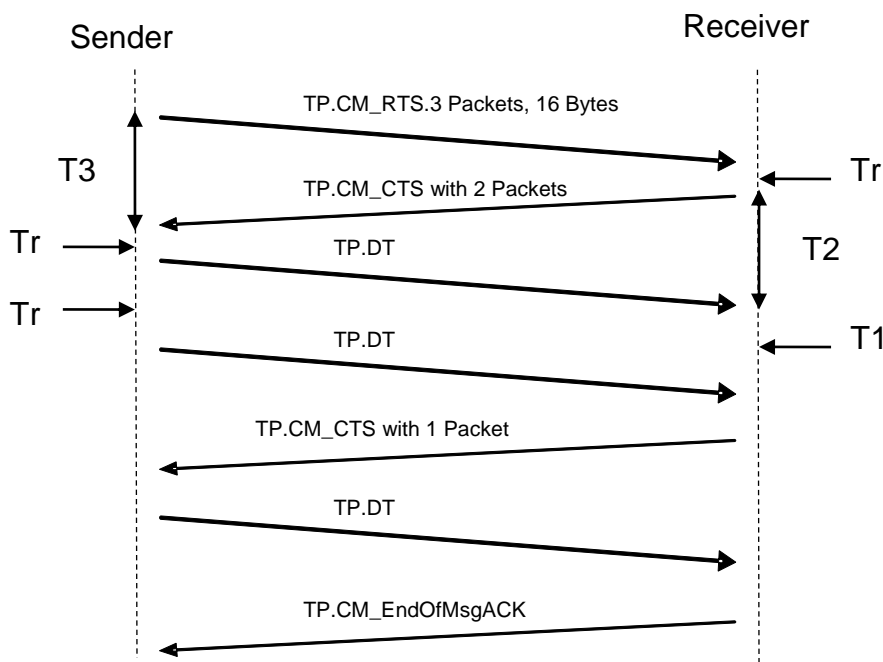 Sender
Receiver
TP.CM_RTS.3 Packets, 16 Bytes
T3
Tr
TP.CM_CTS with 2 Packets
Tr
TP.DT
T2
Tr
TP.DT
T1
TP.CM_CTS with 1 Packet
TP.DT
TP.CM_EndOfMsgACK